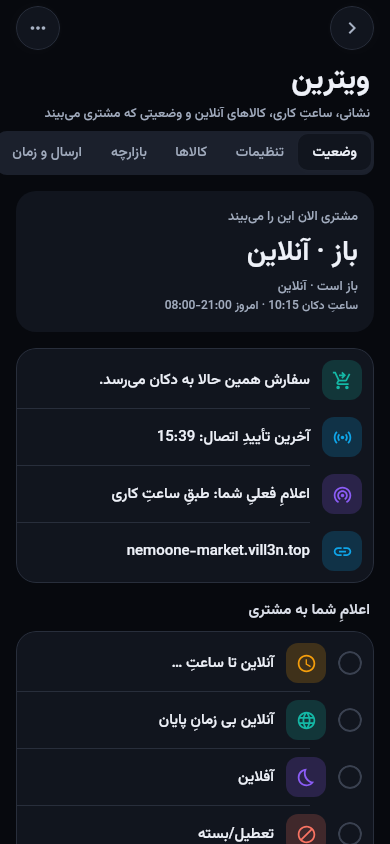 ویترین
نشانی، ساعتِ کاری، کالاهای آنلاین و وضعیتی که مشتری می‌بیند
وضعیت
تنظیمات
کالاها
بازارچه
ارسال و زمان
مشتری الان این را می‌بیند
باز · آنلاین
باز است · آنلاین
ساعتِ دکان 10:15 · امروز 08:00–21:00
سفارش همین حالا به دکان می‌رسد.
آخرین تأییدِ اتصال: 15:39
اعلامِ فعلیِ شما: طبقِ ساعتِ کاری
nemoone-market.vill3n.top
اعلامِ شما به مشتری
آنلاین تا ساعتِ …
آنلاین بی زمانِ پایان
آفلاین
تعطیل/بسته